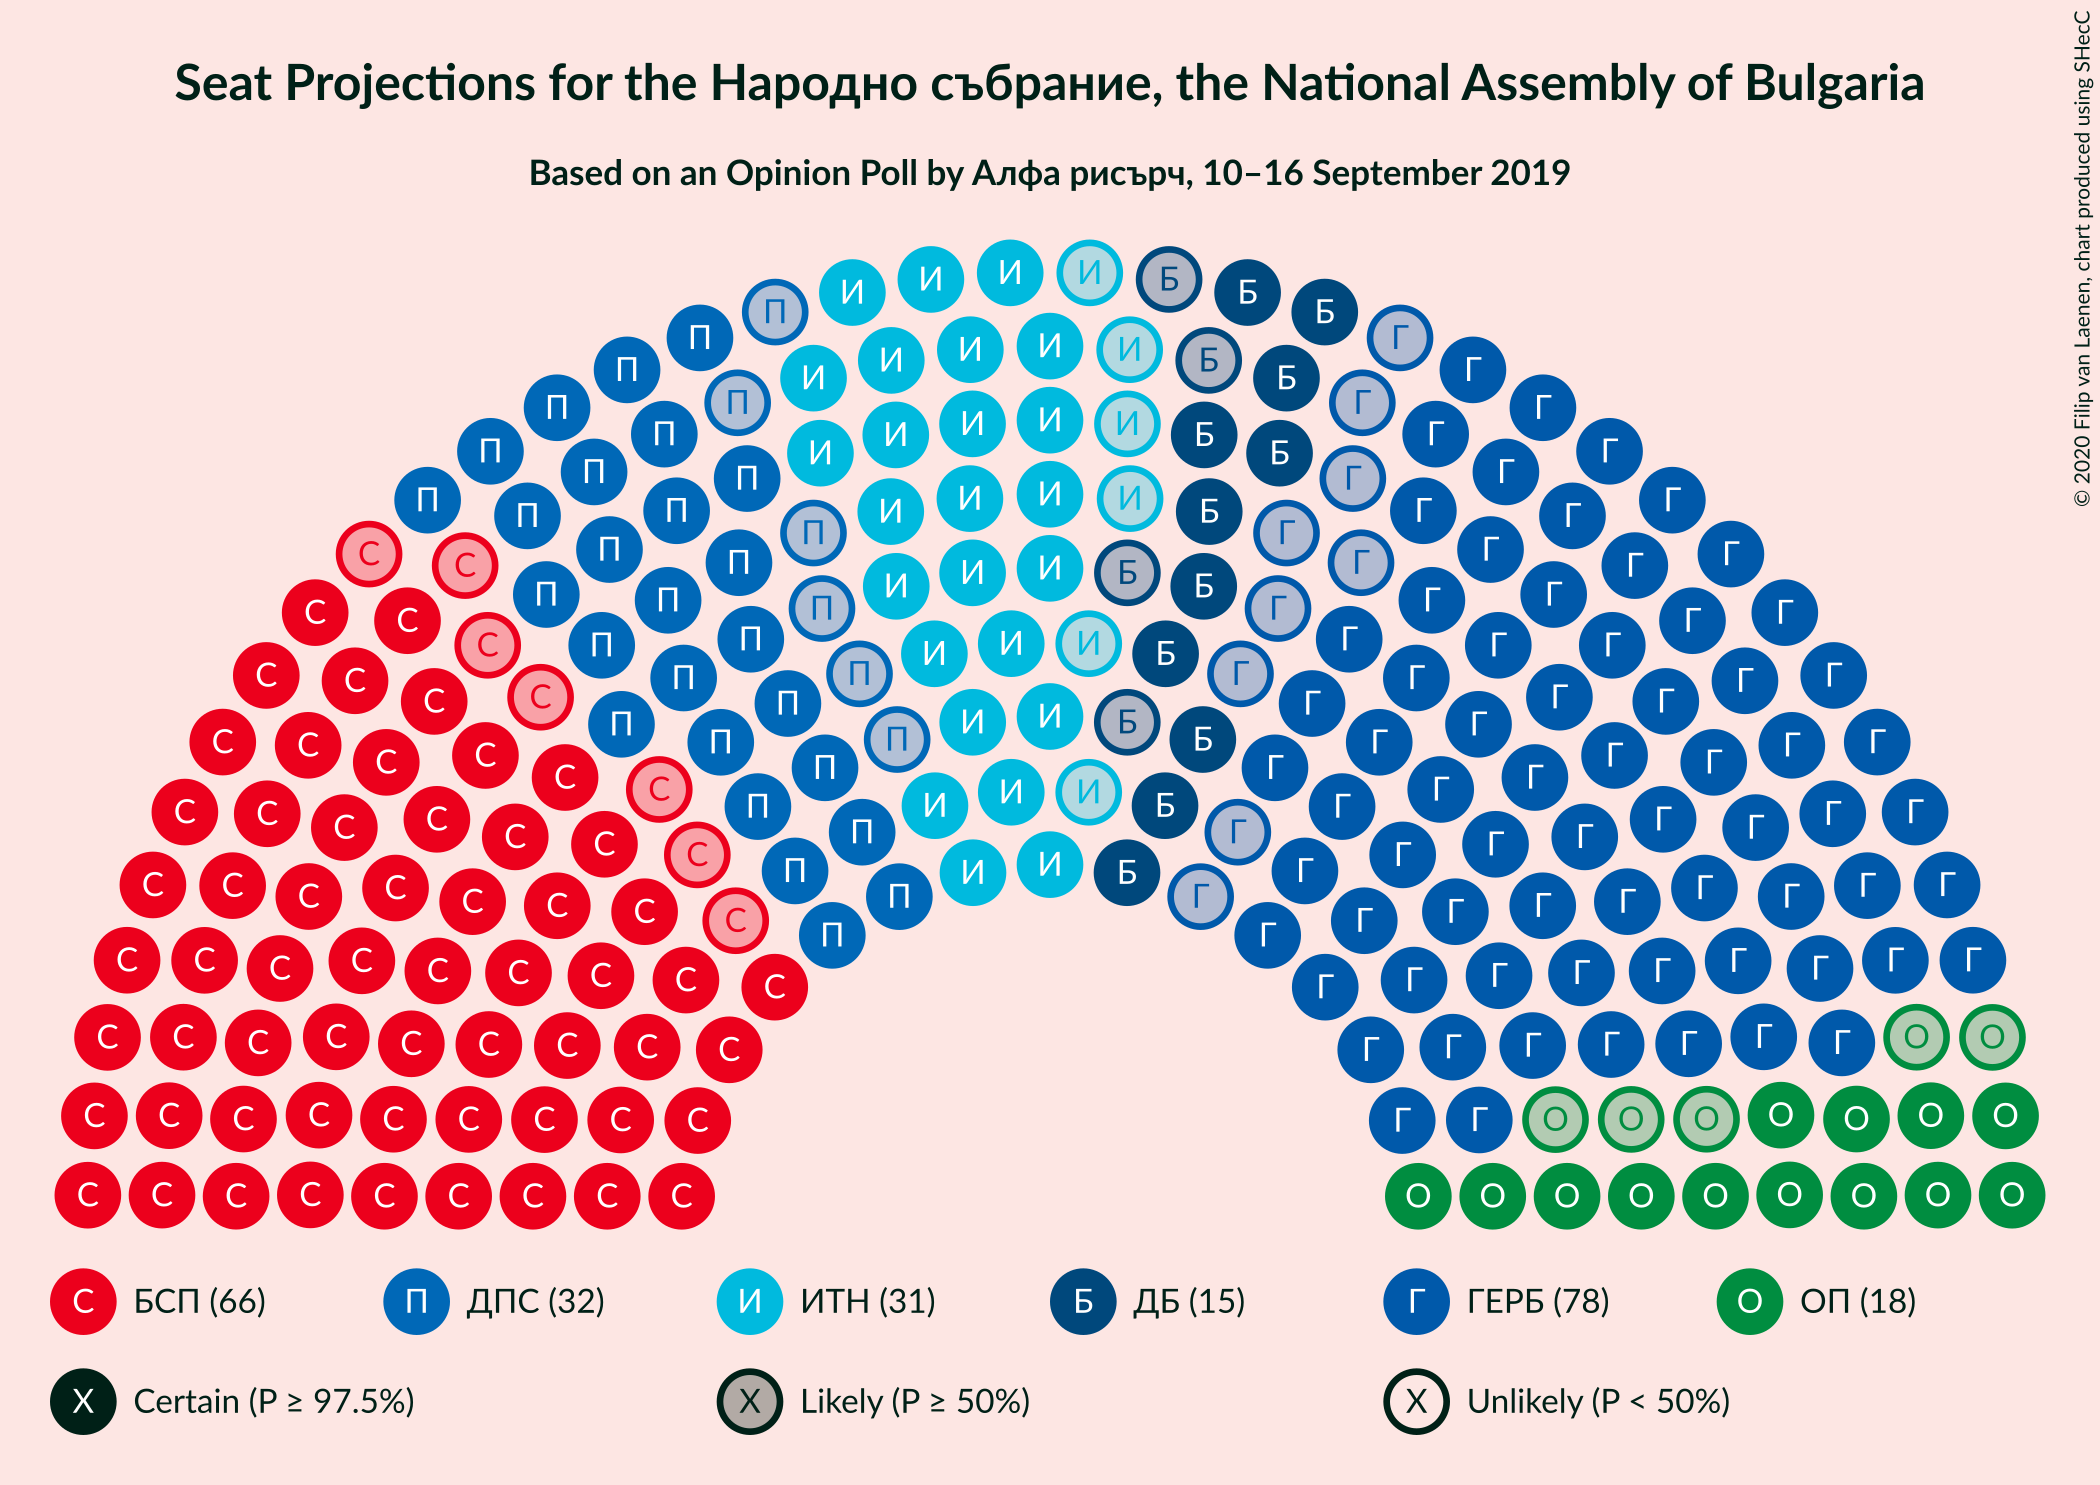 Seat Projections for the Народно събрание, the National Assembly of Bulgaria
Based on an Opinion Poll by Алфа рисърч, 10–16 September 2019
© 2020 Filip van Laenen, chart produced using SHecC
С БСП (66) П ДПС (32) И ИТН (31) Б ДБ (15) Г ГЕРБ (78) О ОП (18)
X Certain (P ≥ 97.5%) X Likely (P ≥ 50%) X Unlikely (P < 50%)